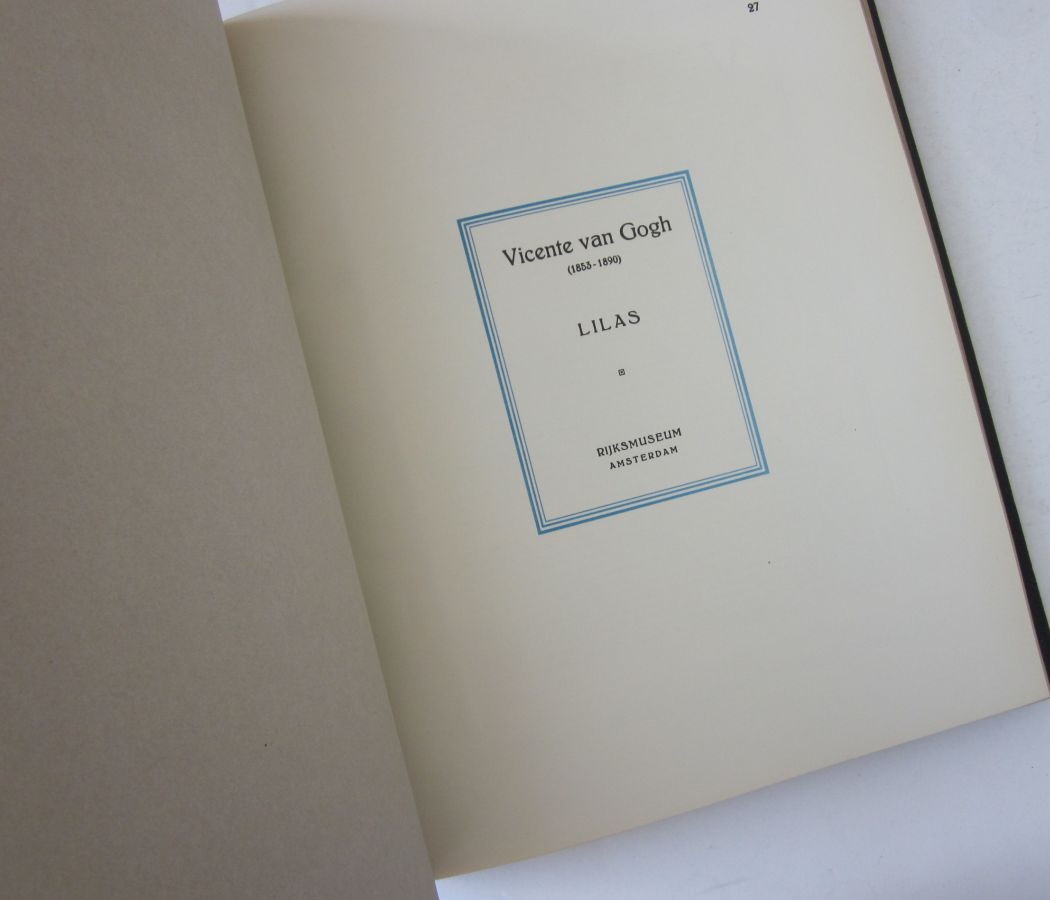 27
Vicente van Gogh
(1853-1890)
LILAS
RIJKSMUSEUM
AMSTERDAM